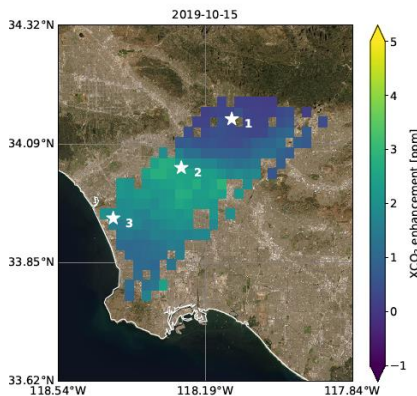 2019-10-15
34.32°N
34.09°N
33.85°N
33.62°N
118.54°W
118.19°W
117.84°W
1
2
3
5
4
3
2
1
0
−1
XCO₂ enhancement [ppm]